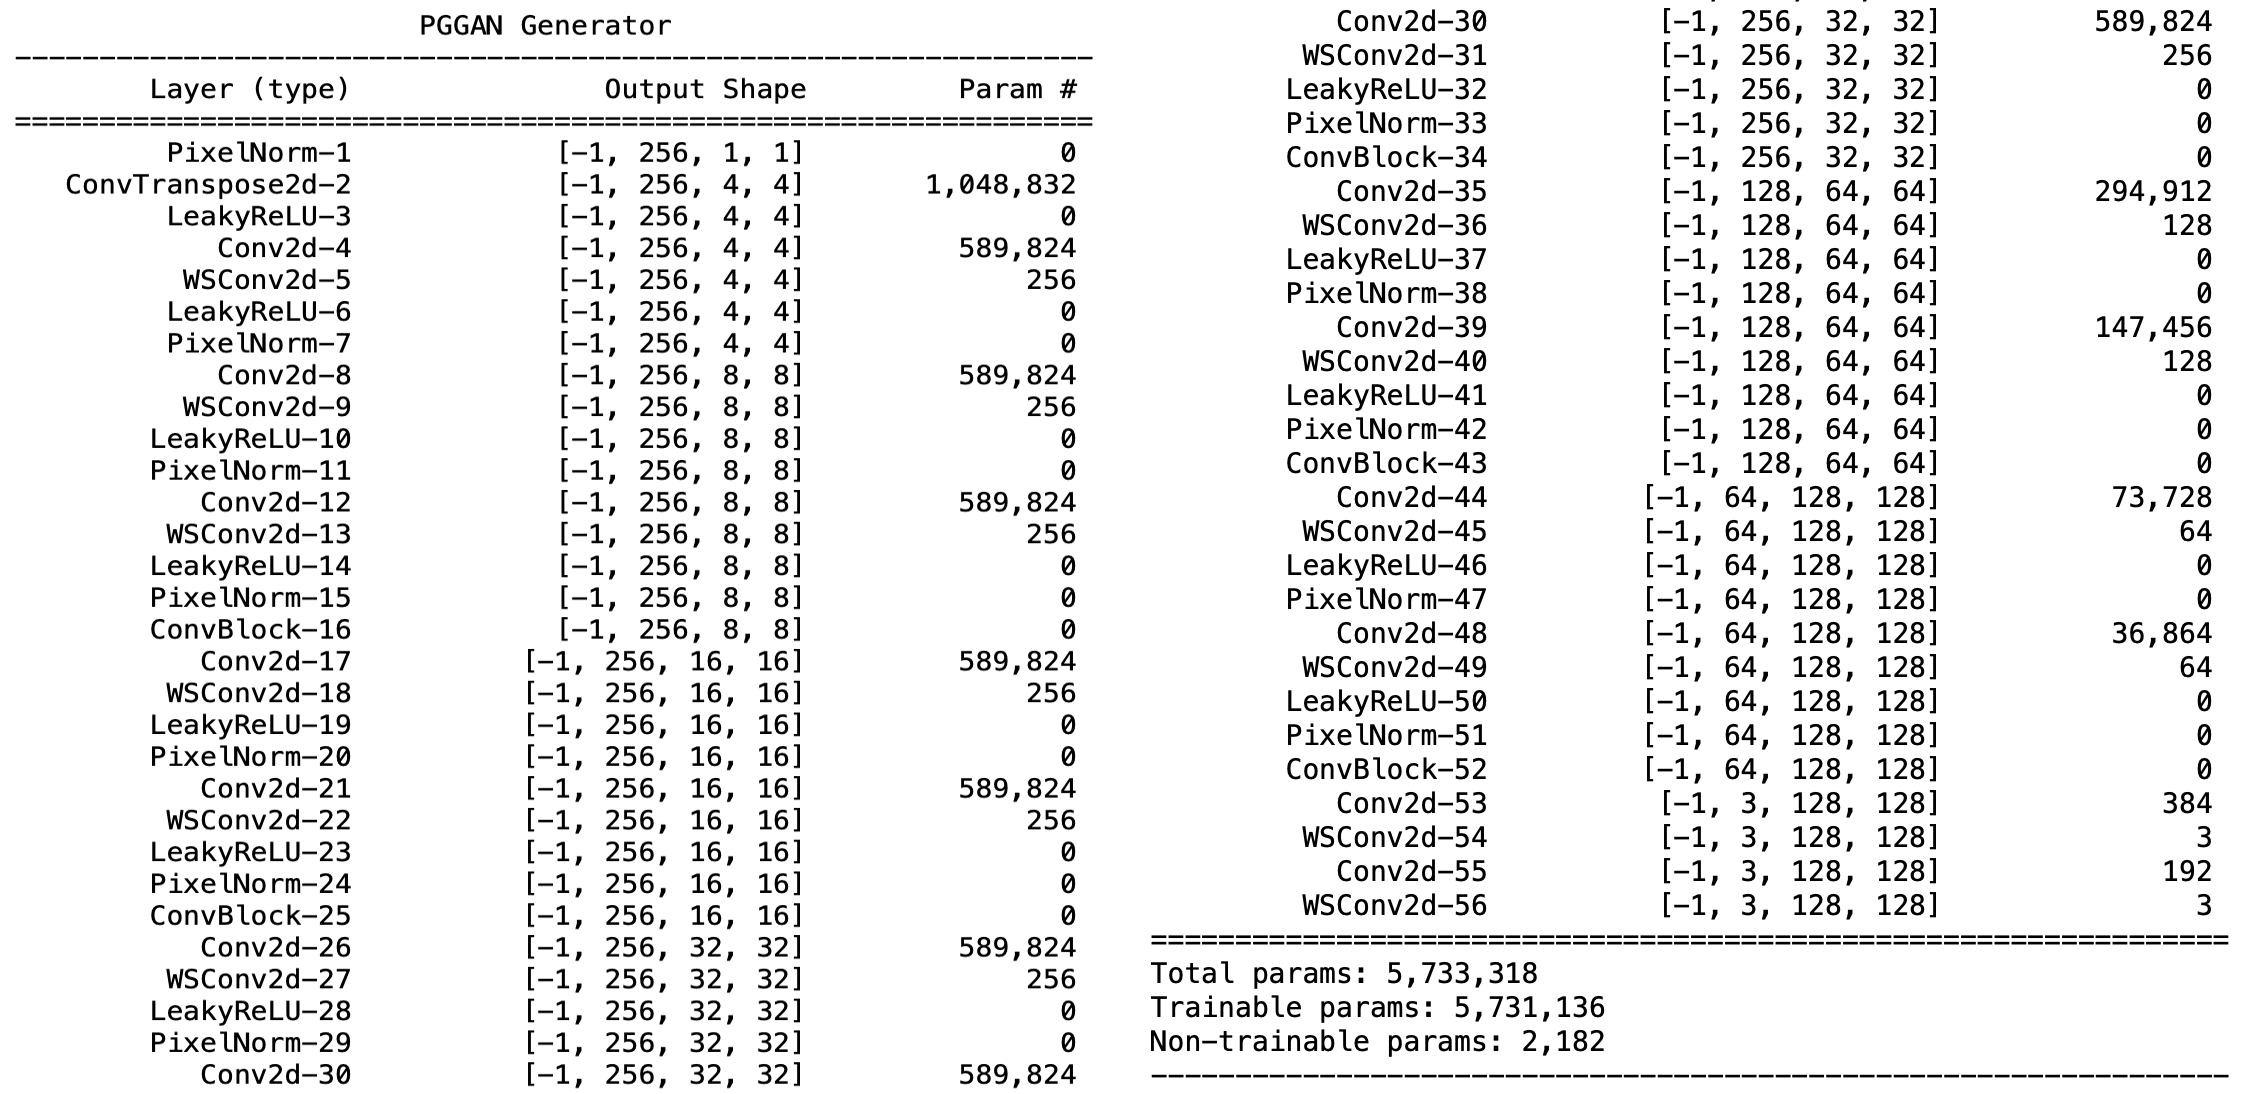 PGGAN Generator
----------------------------------------------------------------
Layer (type) Output Shape Param #
================================================================
PixelNorm-1 [-1, 256, 1, 1] 0
ConvTranspose2d-2 [-1, 256, 4, 4] 1,048,832
LeakyReLU-3 [-1, 256, 4, 4] 0
Conv2d-4 [-1, 256, 4, 4] 589,824
WSConv2d-5 [-1, 256, 4, 4] 256
LeakyReLU-6 [-1, 256, 4, 4] 0
PixelNorm-7 [-1, 256, 4, 4] 0
Conv2d-8 [-1, 256, 8, 8] 589,824
WSConv2d-9 [-1, 256, 8, 8] 256
LeakyReLU-10 [-1, 256, 8, 8] 0
PixelNorm-11 [-1, 256, 8, 8] 0
Conv2d-12 [-1, 256, 8, 8] 589,824
WSConv2d-13 [-1, 256, 8, 8] 256
LeakyReLU-14 [-1, 256, 8, 8] 0
PixelNorm-15 [-1, 256, 8, 8] 0
ConvBlock-16 [-1, 256, 8, 8] 0
Conv2d-17 [-1, 256, 16, 16] 589,824
WSConv2d-18 [-1, 256, 16, 16] 256
LeakyReLU-19 [-1, 256, 16, 16] 0
PixelNorm-20 [-1, 256, 16, 16] 0
Conv2d-21 [-1, 256, 16, 16] 589,824
WSConv2d-22 [-1, 256, 16, 16] 256
LeakyReLU-23 [-1, 256, 16, 16] 0
PixelNorm-24 [-1, 256, 16, 16] 0
ConvBlock-25 [-1, 256, 16, 16] 0
Conv2d-26 [-1, 256, 32, 32] 589,824
WSConv2d-27 [-1, 256, 32, 32] 256
LeakyReLU-28 [-1, 256, 32, 32] 0
PixelNorm-29 [-1, 256, 32, 32] 0
Conv2d-30 [-1, 256, 32, 32] 589,824
Conv2d-30 [-1, 256, 32, 32] 589,824
WSConv2d-31 [-1, 256, 32, 32] 256
LeakyReLU-32 [-1, 256, 32, 32] 0
PixelNorm-33 [-1, 256, 32, 32] 0
ConvBlock-34 [-1, 256, 32, 32] 0
Conv2d-35 [-1, 128, 64, 64] 294,912
WSConv2d-36 [-1, 128, 64, 64] 128
LeakyReLU-37 [-1, 128, 64, 64] 0
PixelNorm-38 [-1, 128, 64, 64] 0
Conv2d-39 [-1, 128, 64, 64] 147,456
WSConv2d-40 [-1, 128, 64, 64] 128
LeakyReLU-41 [-1, 128, 64, 64] 0
PixelNorm-42 [-1, 128, 64, 64] 0
ConvBlock-43 [-1, 128, 64, 64] 0
Conv2d-44 [-1, 64, 128, 128] 73,728
WSConv2d-45 [-1, 64, 128, 128] 64
LeakyReLU-46 [-1, 64, 128, 128] 0
PixelNorm-47 [-1, 64, 128, 128] 0
Conv2d-48 [-1, 64, 128, 128] 36,864
WSConv2d-49 [-1, 64, 128, 128] 64
LeakyReLU-50 [-1, 64, 128, 128] 0
PixelNorm-51 [-1, 64, 128, 128] 0
ConvBlock-52 [-1, 64, 128, 128] 0
Conv2d-53 [-1, 3, 128, 128] 384
WSConv2d-54 [-1, 3, 128, 128] 3
Conv2d-55 [-1, 3, 128, 128] 192
WSConv2d-56 [-1, 3, 128, 128] 3
================================================================
Total params: 5,733,318
Trainable params: 5,731,136
Non-trainable params: 2,182
----------------------------------------------------------------